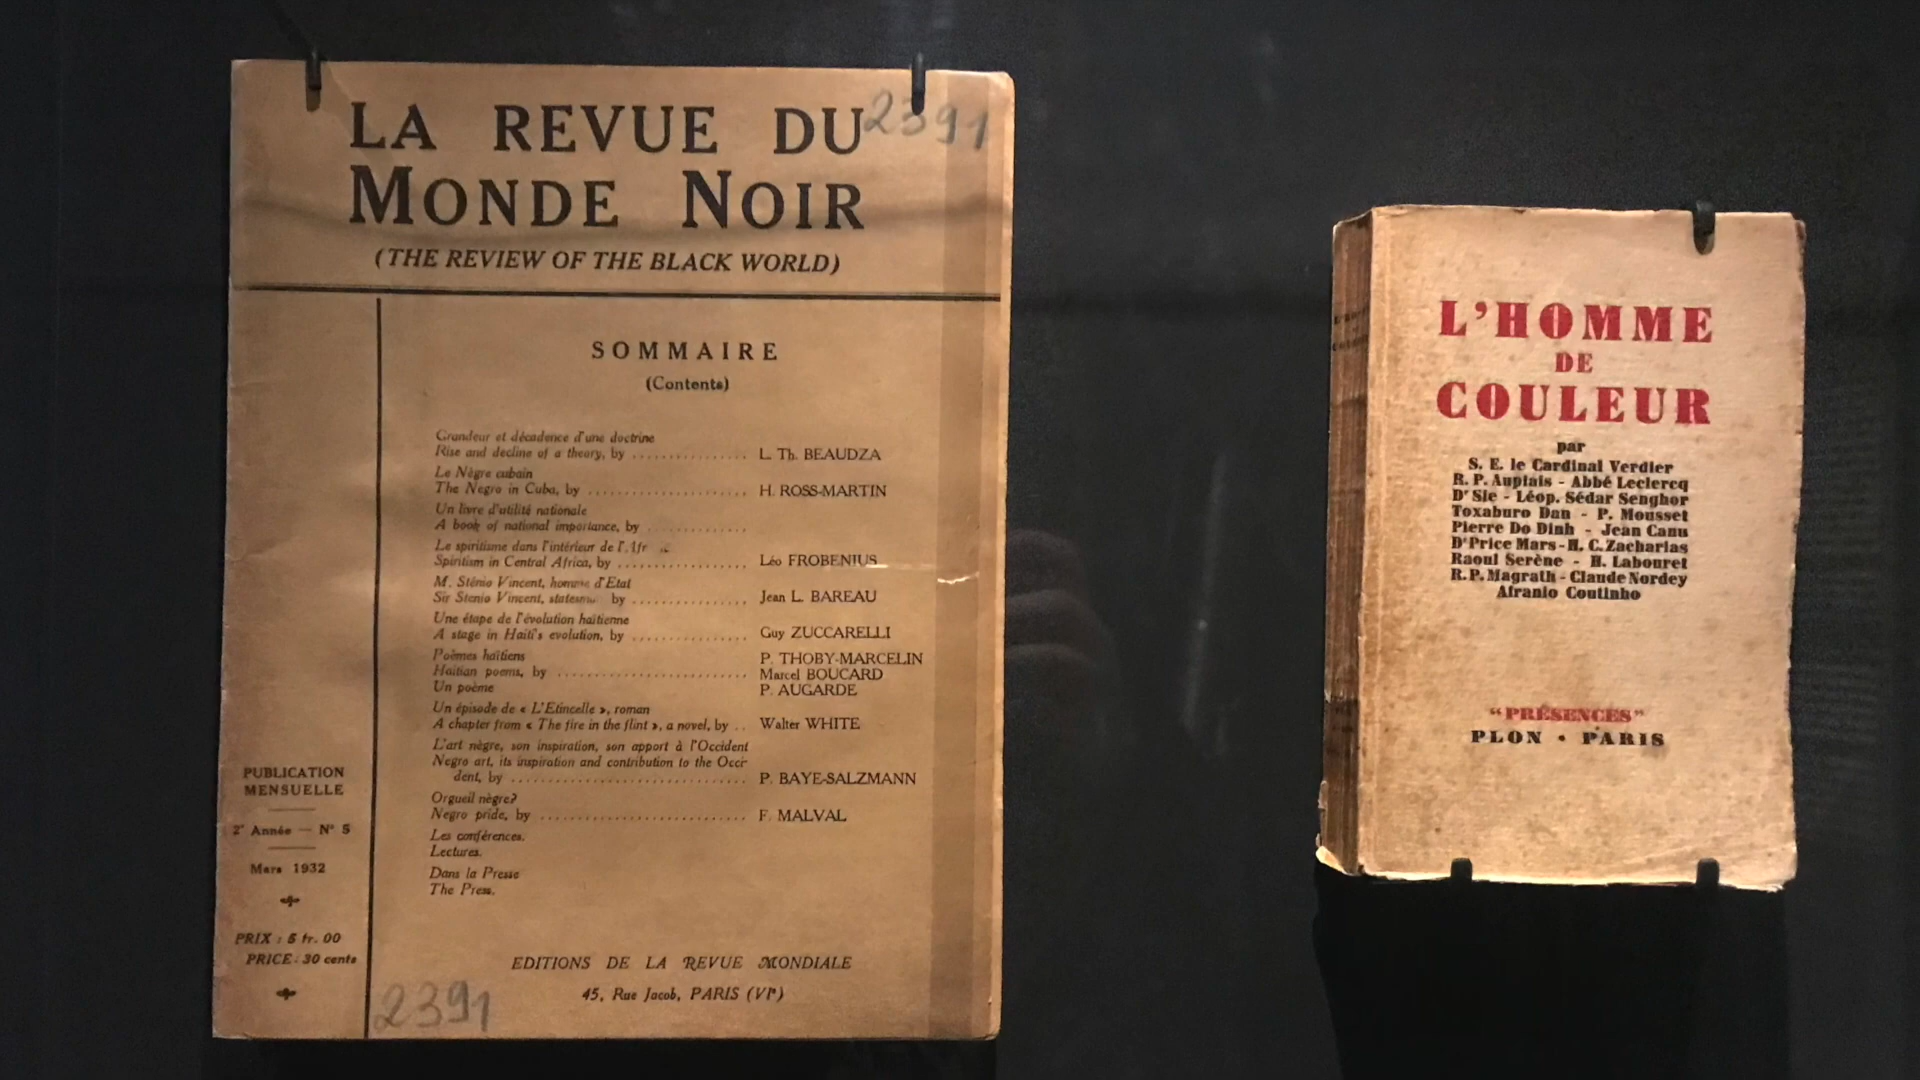 LA REVUE DU
MONDE NOIR
(THE REVIEW OF THE BLACK WORLD)
2391
SOMMAIRE
(Contents)
Grandeur et décadence d'une doctrine
Rise and decline of a theory, by ................ L. Th. BEAUDZA
Le Nègre cubain
The Negro in Cuba, by ...................... H. ROSS-MARTIN
Un livre d'utilité nationale
A book of national importance, by .............
Le spiritisme dans l'intérieur de l'Afr
Spiritism in Central Africa, by .................. Léo FROBENIUS
M. Sténio Vincent, homme d'Etat
Sir Stenio Vincent, statesm by ................ Jean L. BAREAU
Une étape de l'évolution haïtienne
A stage in Haiti's evolution, by ................ Guy ZUCCARELLI
Poèmes haïtiens P. THOBY-MARCELIN
Haïtian poems, by .......................... Marcel BOUCARD
Un poème P. AUGARDE
Un épisode de « L'Etincelle », roman
A chapter from « The fire in the flint », a novel, by .. Walter WHITE
L'art nègre, son inspiration, son apport à l'Occident
Negro art, its inspiration and contribution to the Occi-
dent, by ................................ P. BAYE-SALZMANN
Orgueil nègre?
Negro pride, by ............................ F. MALVAL
Les conférences.
Lectures.
Dans la Presse
The Press.
PUBLICATION
MENSUELLE
2e Année — N° 5
Mars 1932
PRIX : 5 fr. 00
PRICE : 30 cents
EDITIONS DE LA REVUE MONDIALE
45, Rue Jacob, PARIS (VIe)
2391
L'HOMME
DE
COULEUR
par
S. E. le Cardinal Verdier
R. P. Aupiais - Abbé Leclercq
Dr Sie - Léop. Sédar Senghor
Toxaburo Dan - P. Mousset
Pierre Do Dinh - Jean Canu
Dr Price Mars - H. C. Zacharias
Raoul Serène - H. Labouret
R. P. Magrath - Claude Nordey
Afranio Coutinho
"PRÉSENCES"
PLON • PARIS